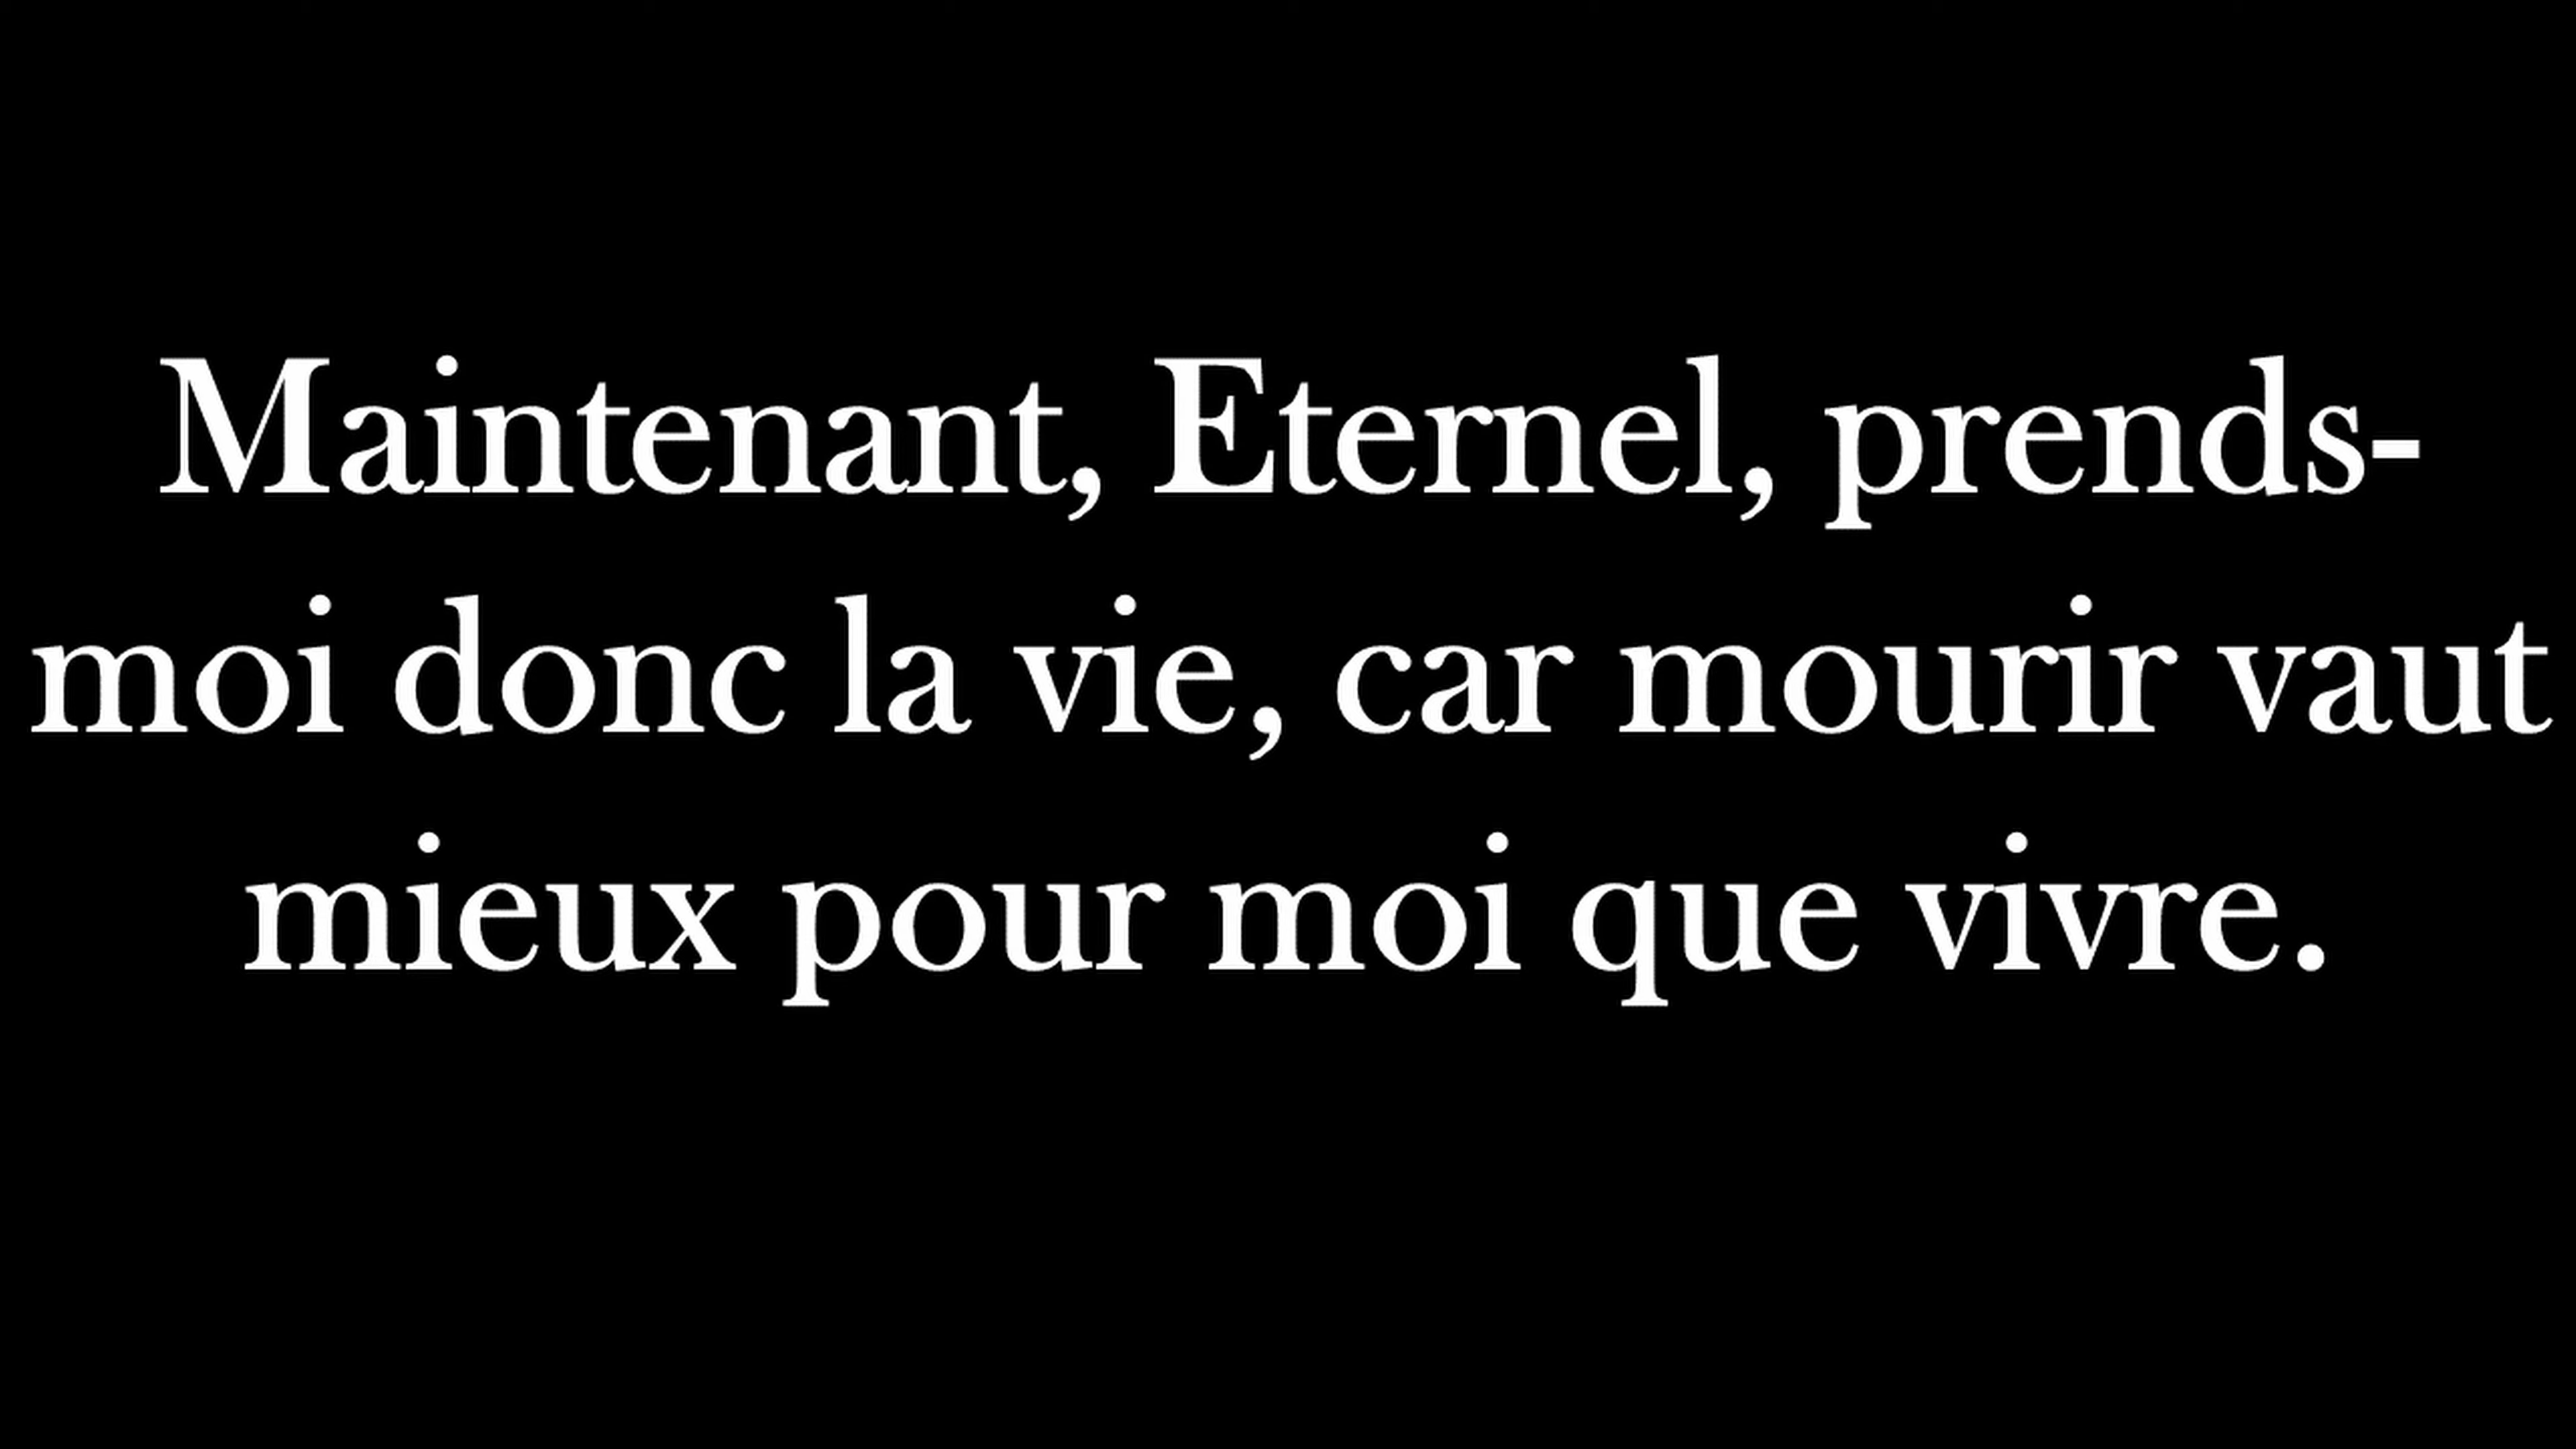 Maintenant, Eternel, prends-
moi donc la vie, car mourir vaut
mieux pour moi que vivre.